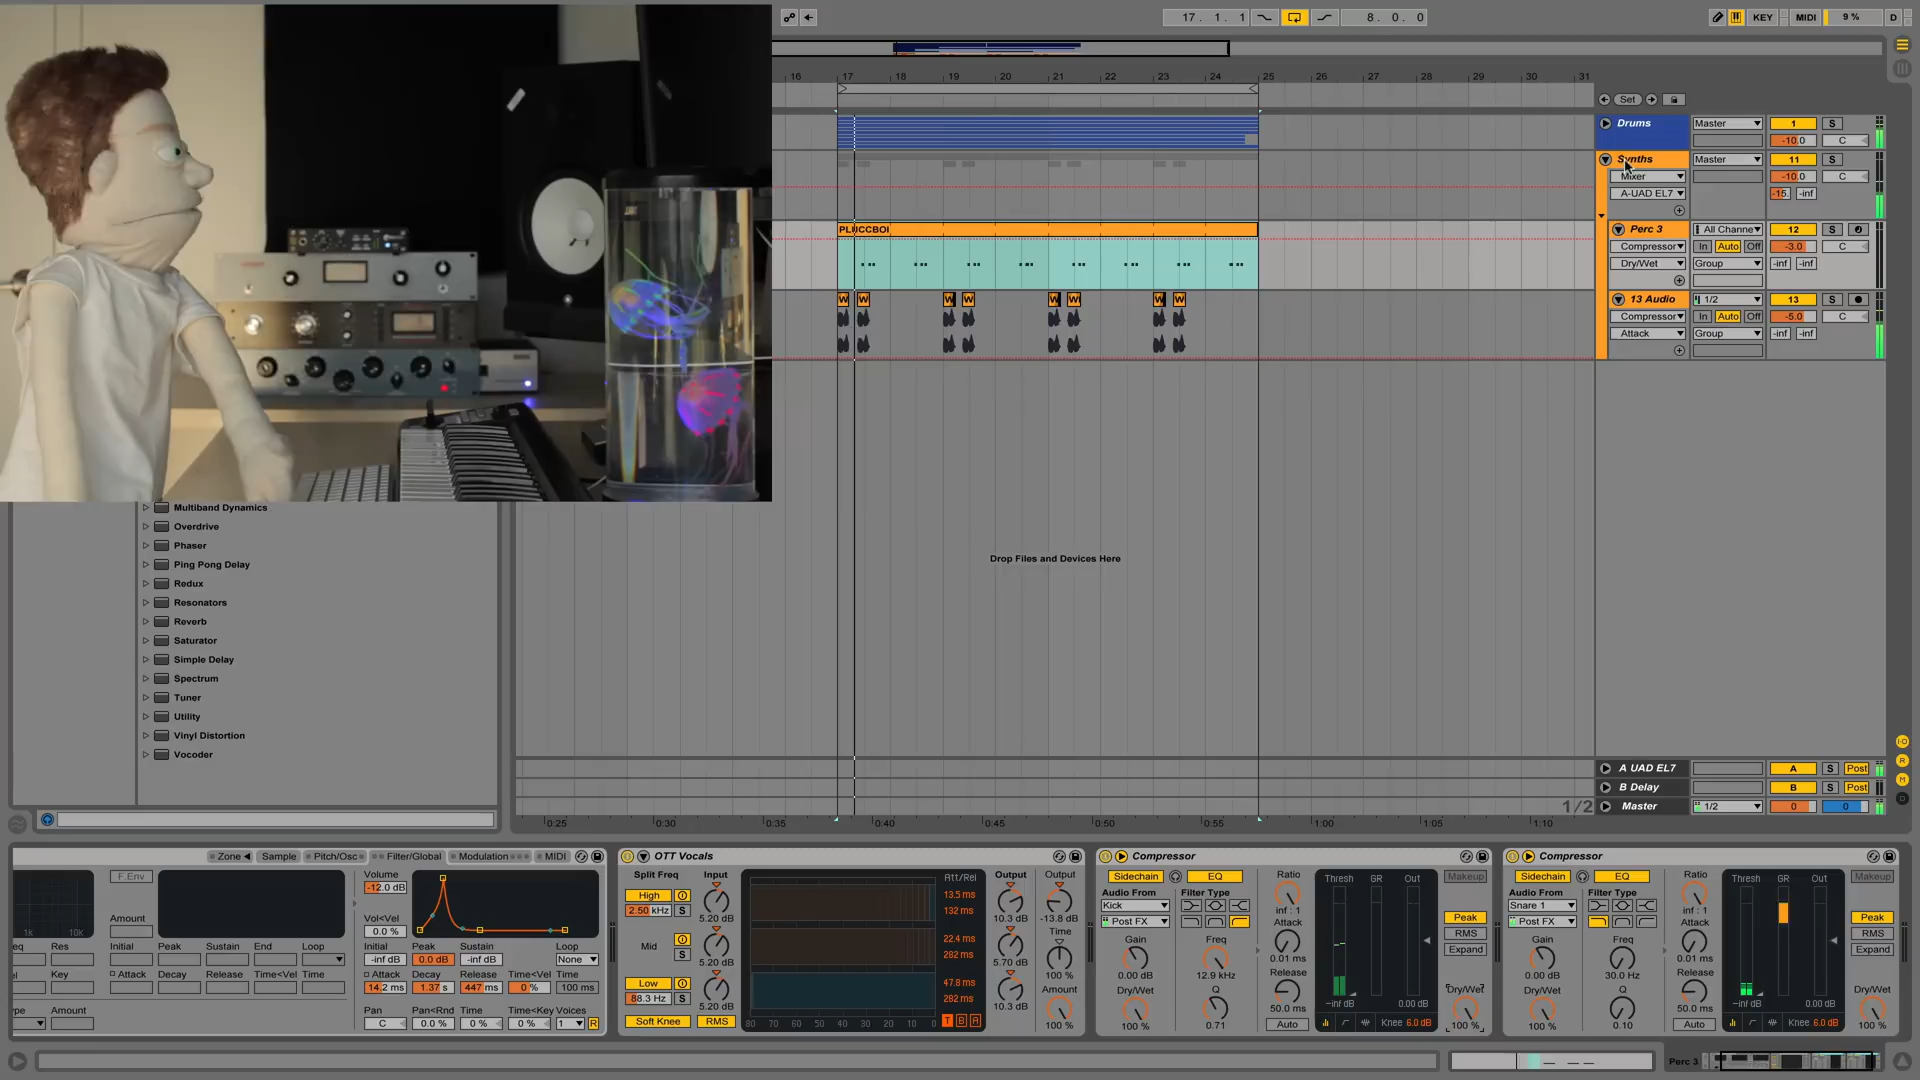 17. 1. 1
8. 0. 0
KEY
MIDI
9 %
D
16 17 18 19 20 21 22 23 24 25 26 27 28 29 30 31
Set
Drums
Master
1
S
-10.0
C
Synths
Master
11
S
Mixer
-10.0
C
A-UAD EL7
-15.
-inf
PLUCCBOI
Perc 3
All Channe
12
S
Compressor
In Auto Off
-3.0
C
Dry/Wet
Group
-inf -inf
W W W W W W W W
13 Audio
1/2
13
S
Compressor
In Auto Off
-5.0
C
Attack
Group
-inf -inf
Multiband Dynamics
Overdrive
Phaser
Ping Pong Delay
Redux
Resonators
Reverb
Saturator
Simple Delay
Spectrum
Tuner
Utility
Vinyl Distortion
Vocoder
Drop Files and Devices Here
A UAD EL7
A
S
Post
B Delay
B
S
Post
1/2
Master
1/2
0
0
0:25 0:30 0:35 0:40 0:45 0:50 0:55 1:00 1:05 1:10
Zone Sample Pitch/Osc Filter/Global Modulation MIDI
F.Env
Volume
-12.0 dB
Amount
Vol<Vel
0.0 %
1K 10K
eq Res Initial Peak Sustain End Loop
Initial Peak Sustain Loop
-inf dB 0.0 dB -inf dB None
Key Attack Decay Release Time<Vel Time
Attack Decay Release Time<Vel Time
14.2 ms 1.37 s 447 ms 0 % 100 ms
ype Amount
Pan Pan<Rnd Time Time<Key Voices
C 0.0 % 0 % 0 % 1 R
OTT Vocals
Split Freq Input Att/Rel Output Output
High
2.50 kHz S
5.20 dB
13.5 ms
132 ms
10.3 dB
-13.8 dB
Mid
S
5.20 dB
22.4 ms
282 ms
5.70 dB
Time
100 %
Low
88.3 Hz S
5.20 dB
47.8 ms
282 ms
10.3 dB
Amount
100 %
Soft Knee RMS
80 70 60 50 40 30 20 10 0
T B A
Compressor
Sidechain EQ
Audio From Filter Type
Kick
Post FX
Gain Freq
0.00 dB 12.9 kHz
Dry/Wet Q
100 % 0.71
Ratio
inf : 1
Attack
0.01 ms
Release
50.0 ms
Auto
Thresh GR Out
-inf dB 0.00 dB
Knee 6.0 dB
Makeup
Peak
RMS
Expand
Dry/Wet
100 %
Compressor
Sidechain EQ
Audio From Filter Type
Snare 1
Post FX
Gain Freq
0.00 dB 30.0 Hz
Dry/Wet Q
100 % 0.10
Ratio
inf : 1
Attack
0.01 ms
Release
50.0 ms
Auto
Thresh GR Out
-inf dB 0.00 dB
Knee 6.0 dB
Makeup
Peak
RMS
Expand
Dry/Wet
100 %
Perc 3